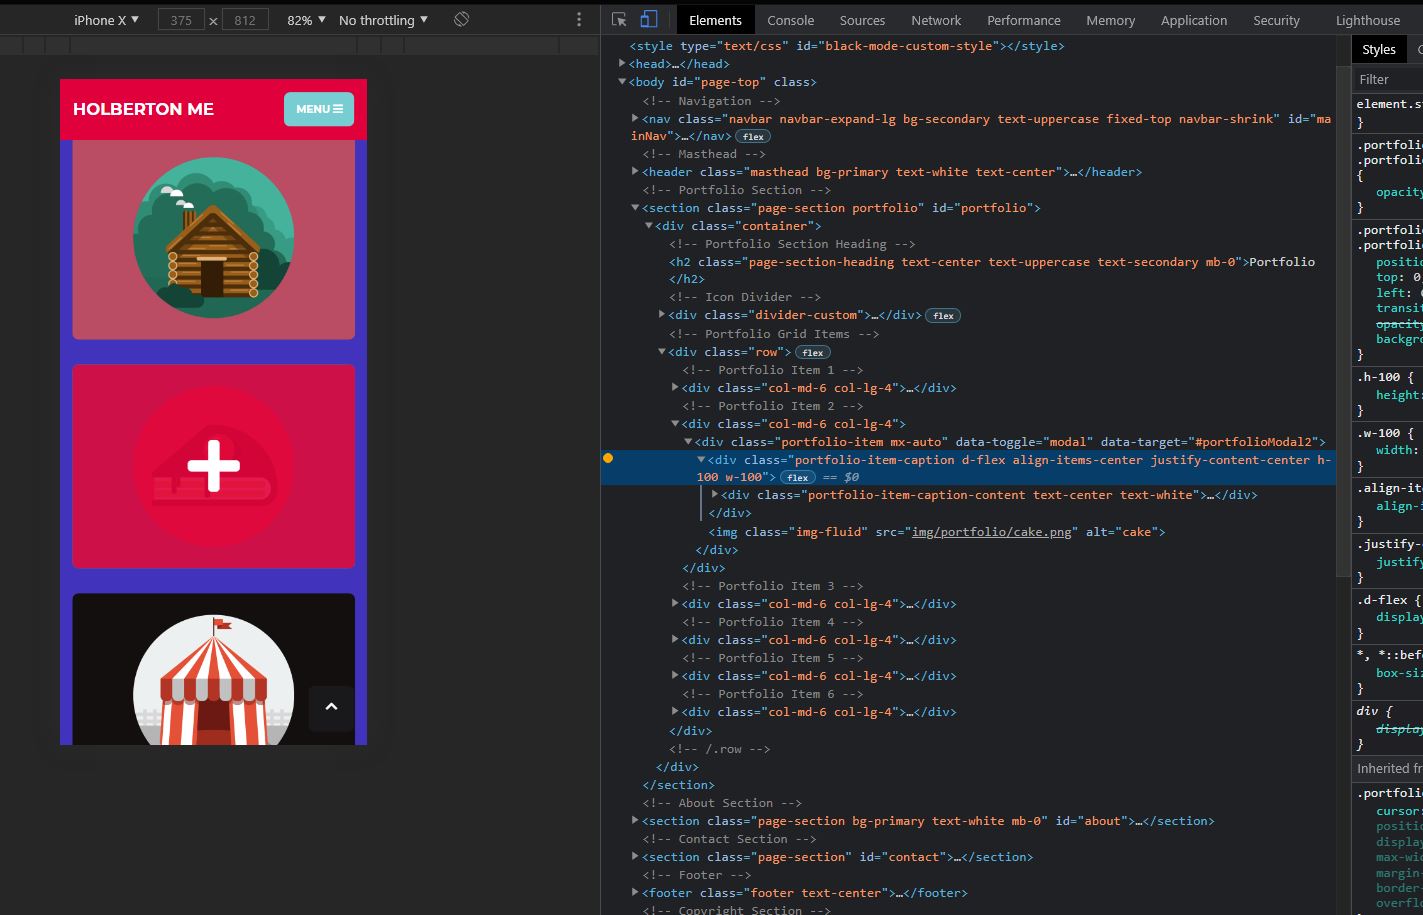 iPhone X ▼ 375 × 812 82% ▼ No throttling ▼
Elements Console Sources Network Performance Memory Application Security Lighthouse
HOLBERTON ME
MENU
<style type="text/css" id="black-mode-custom-style"></style>
<head>…</head>
<body id="page-top" class>
<!-- Navigation -->
<nav class="navbar navbar-expand-lg bg-secondary text-uppercase fixed-top navbar-shrink" id="ma
inNav">…</nav> flex
<!-- Masthead -->
<header class="masthead bg-primary text-white text-center">…</header>
<!-- Portfolio Section -->
<section class="page-section portfolio" id="portfolio">
<div class="container">
<!-- Portfolio Section Heading -->
<h2 class="page-section-heading text-center text-uppercase text-secondary mb-0">Portfolio
</h2>
<!-- Icon Divider -->
<div class="divider-custom">…</div> flex
<!-- Portfolio Grid Items -->
<div class="row"> flex
<!-- Portfolio Item 1 -->
<div class="col-md-6 col-lg-4">…</div>
<!-- Portfolio Item 2 -->
<div class="col-md-6 col-lg-4">
<div class="portfolio-item mx-auto" data-toggle="modal" data-target="#portfolioModal2">
<div class="portfolio-item-caption d-flex align-items-center justify-content-center h-
100 w-100"> flex == $0
<div class="portfolio-item-caption-content text-center text-white">…</div>
</div>
<img class="img-fluid" src="img/portfolio/cake.png" alt="cake">
</div>
</div>
<!-- Portfolio Item 3 -->
<div class="col-md-6 col-lg-4">…</div>
<!-- Portfolio Item 4 -->
<div class="col-md-6 col-lg-4">…</div>
<!-- Portfolio Item 5 -->
<div class="col-md-6 col-lg-4">…</div>
<!-- Portfolio Item 6 -->
<div class="col-md-6 col-lg-4">…</div>
</div>
<!-- /.row -->
</div>
</section>
<!-- About Section -->
<section class="page-section bg-primary text-white mb-0" id="about">…</section>
<!-- Contact Section -->
<section class="page-section" id="contact">…</section>
<!-- Footer -->
<footer class="footer text-center">…</footer>
<!-- Copyright Section -->
Styles
Filter
element.st
}
.portfolio
.portfolio
{
opacity
}
.portfolio
.portfolio
positio
top: 0
left:
transit
opacity
backgro
}
.h-100 {
height:
}
.w-100 {
width:
}
.align-ite
align-i
}
.justify-
justify
}
.d-flex {
display
}
*, *::befo
box-siz
}
div {
display
}
Inherited fr
.portfolio
cursor:
positio
display
max-wid
margin-
border-
overflo